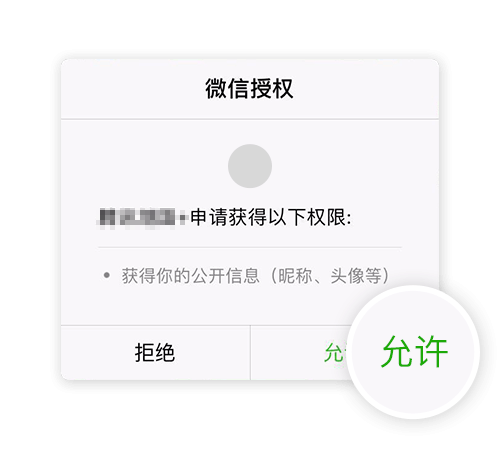 微信授权
申请获得以下权限:
• 获得你的公开信息（昵称、头像等）
拒绝
允许